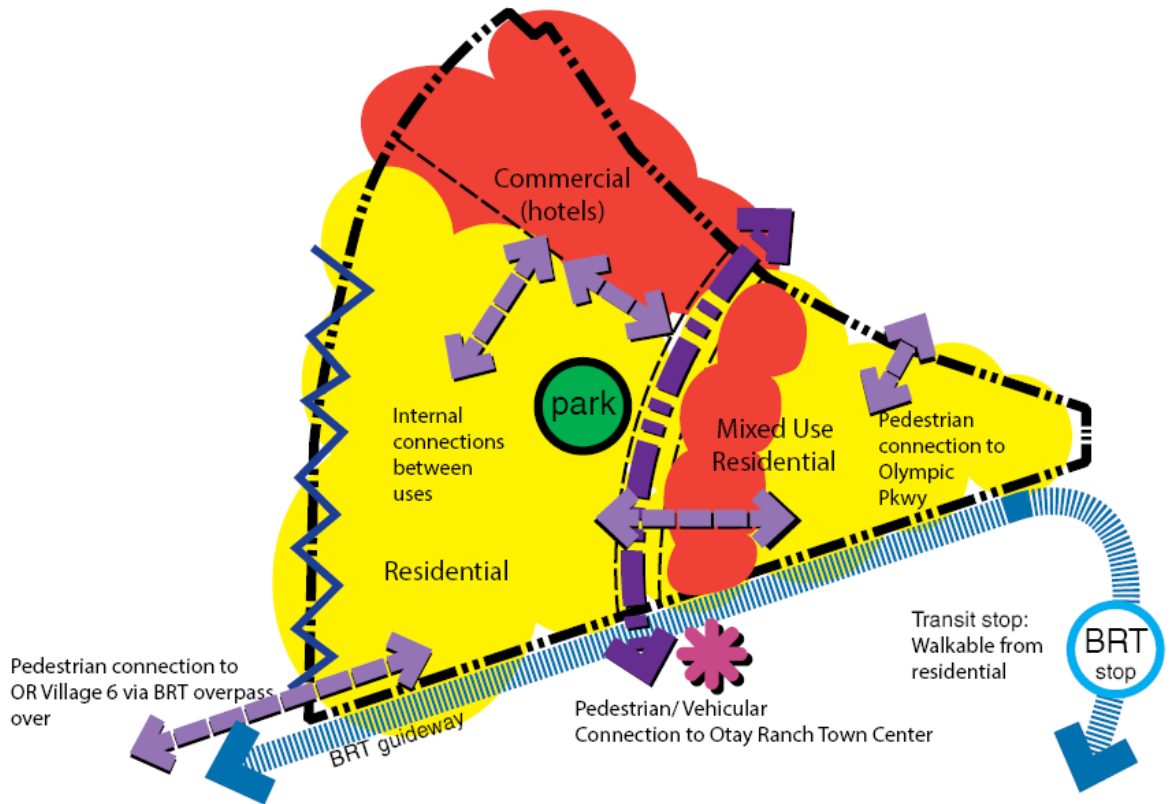 Commercial
(hotels)
park
Internal
connections
between
uses
Mixed Use
Residential
Pedestrian
connection to
Olympic
Pkwy
Residential
Transit stop:
Walkable from
residential
BRT
stop
Pedestrian connection to
OR Village 6 via BRT overpass
over
BRT guideway
Pedestrian/ Vehicular
Connection to Otay Ranch Town Center